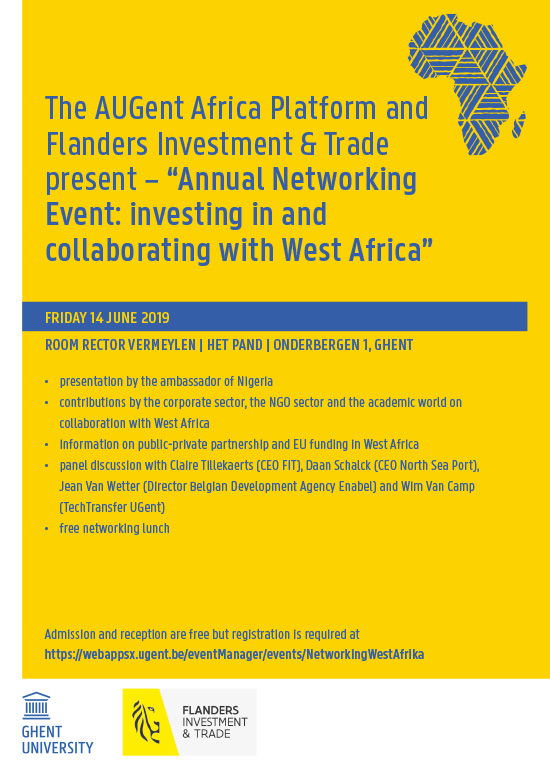 The AUGent Africa Platform and
Flanders Investment & Trade
present – “Annual Networking
Event: investing in and
collaborating with West Africa”
FRIDAY 14 JUNE 2019
ROOM RECTOR VERMEYLEN | HET PAND | ONDERBERGEN 1, GHENT
• presentation by the ambassador of Nigeria
• contributions by the corporate sector, the NGO sector and the academic world on
collaboration with West Africa
• information on public-private partnership and EU funding in West Africa
• panel discussion with Claire Tillekaerts (CEO FIT), Daan Schalck (CEO North Sea Port),
Jean Van Wetter (Director Belgian Development Agency Enabel) and Wim Van Camp
(TechTransfer UGent)
• free networking lunch
Admission and reception are free but registration is required at
https://webappsx.ugent.be/eventManager/events/NetworkingWestAfrika
GHENT
UNIVERSITY
FLANDERS
INVESTMENT
& TRADE